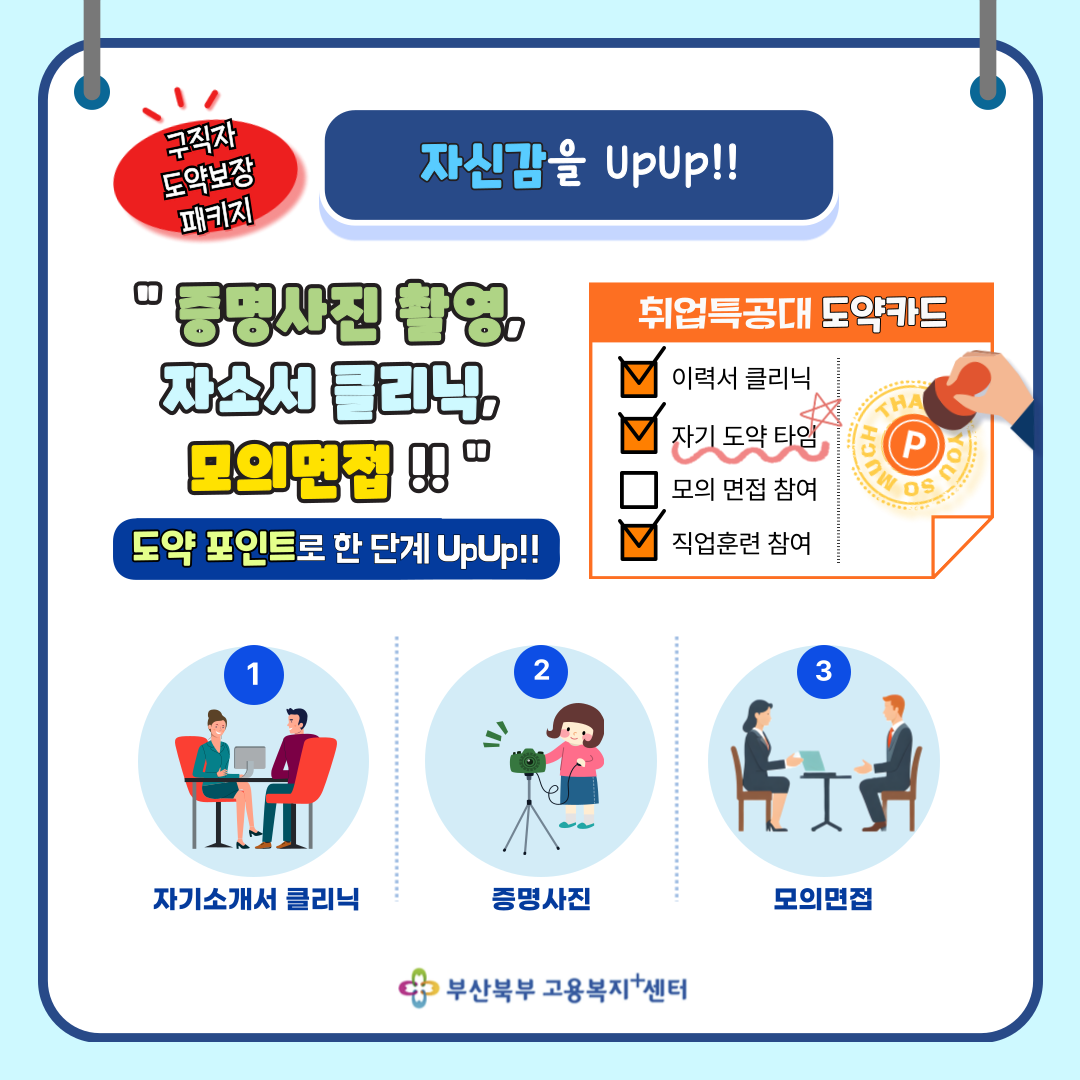 구직자
도약보장
패키지
자신감을 UpUp!!
" 증명사진 촬영,
자소서 클리닉,
모의면접 !! "
도약 포인트로 한 단계 UpUp!!
취업특공대 도약카드
이력서 클리닉
자기 도약 타임
모의 면접 참여
직업훈련 참여
P
1
2
3
자기소개서 클리닉
증명사진
모의면접
부산북부 고용복지+센터